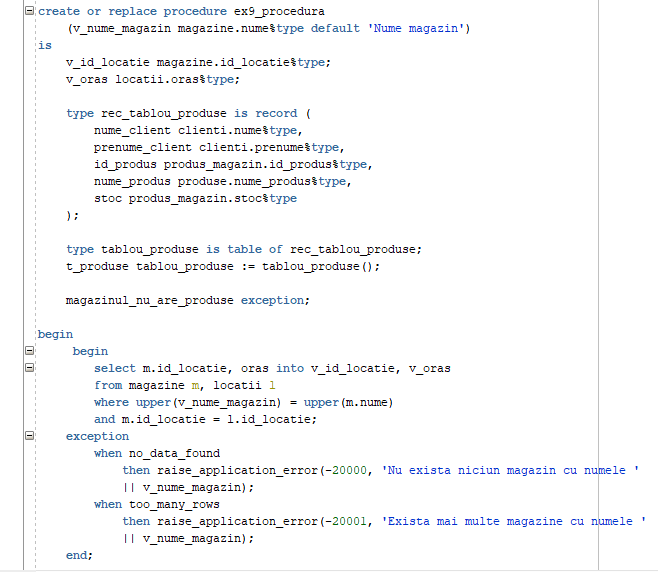 create or replace procedure ex9_procedura
(v_nume_magazin magazine.nume%type default 'Nume magazin')
is
v_id_locatie magazine.id_locatie%type;
v_oras locatii.oras%type;
type rec_tablou_produse is record (
nume_client clienti.nume%type,
prenume_client clienti.prenume%type,
id_produs produs_magazin.id_produs%type,
nume_produs produse.nume_produs%type,
stoc produs_magazin.stoc%type
);
type tablou_produse is table of rec_tablou_produse;
t_produse tablou_produse := tablou_produse();
magazinul_nu_are_produse exception;
begin
begin
select m.id_locatie, oras into v_id_locatie, v_oras
from magazine m, locatii l
where upper(v_nume_magazin) = upper(m.nume)
and m.id_locatie = l.id_locatie;
exception
when no_data_found
then raise_application_error(-20000, 'Nu exista niciun magazin cu numele '
|| v_nume_magazin);
when too_many_rows
then raise_application_error(-20001, 'Exista mai multe magazine cu numele '
|| v_nume_magazin);
end;